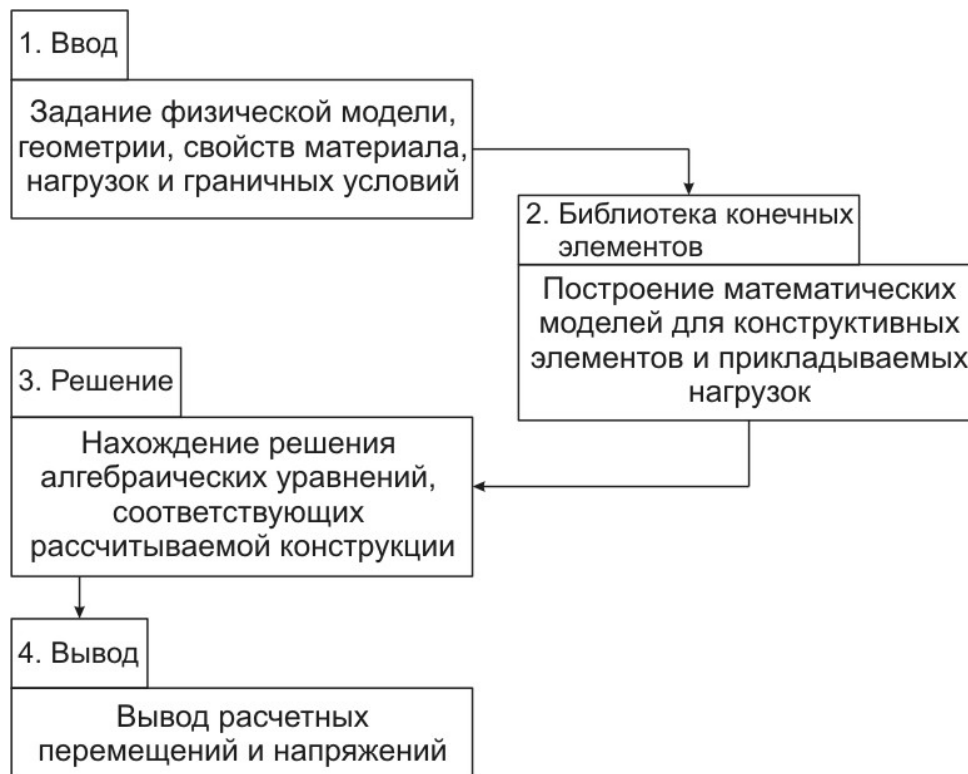 1. Ввод
Задание физической модели,
геометрии, свойств материала,
нагрузок и граничных условий
2. Библиотека конечных
элементов
Построение математических
моделей для конструктивных
элементов и прикладываемых
нагрузок
3. Решение
Нахождение решения
алгебраических уравнений,
соответствующих
рассчитываемой конструкции
4. Вывод
Вывод расчетных
перемещений и напряжений